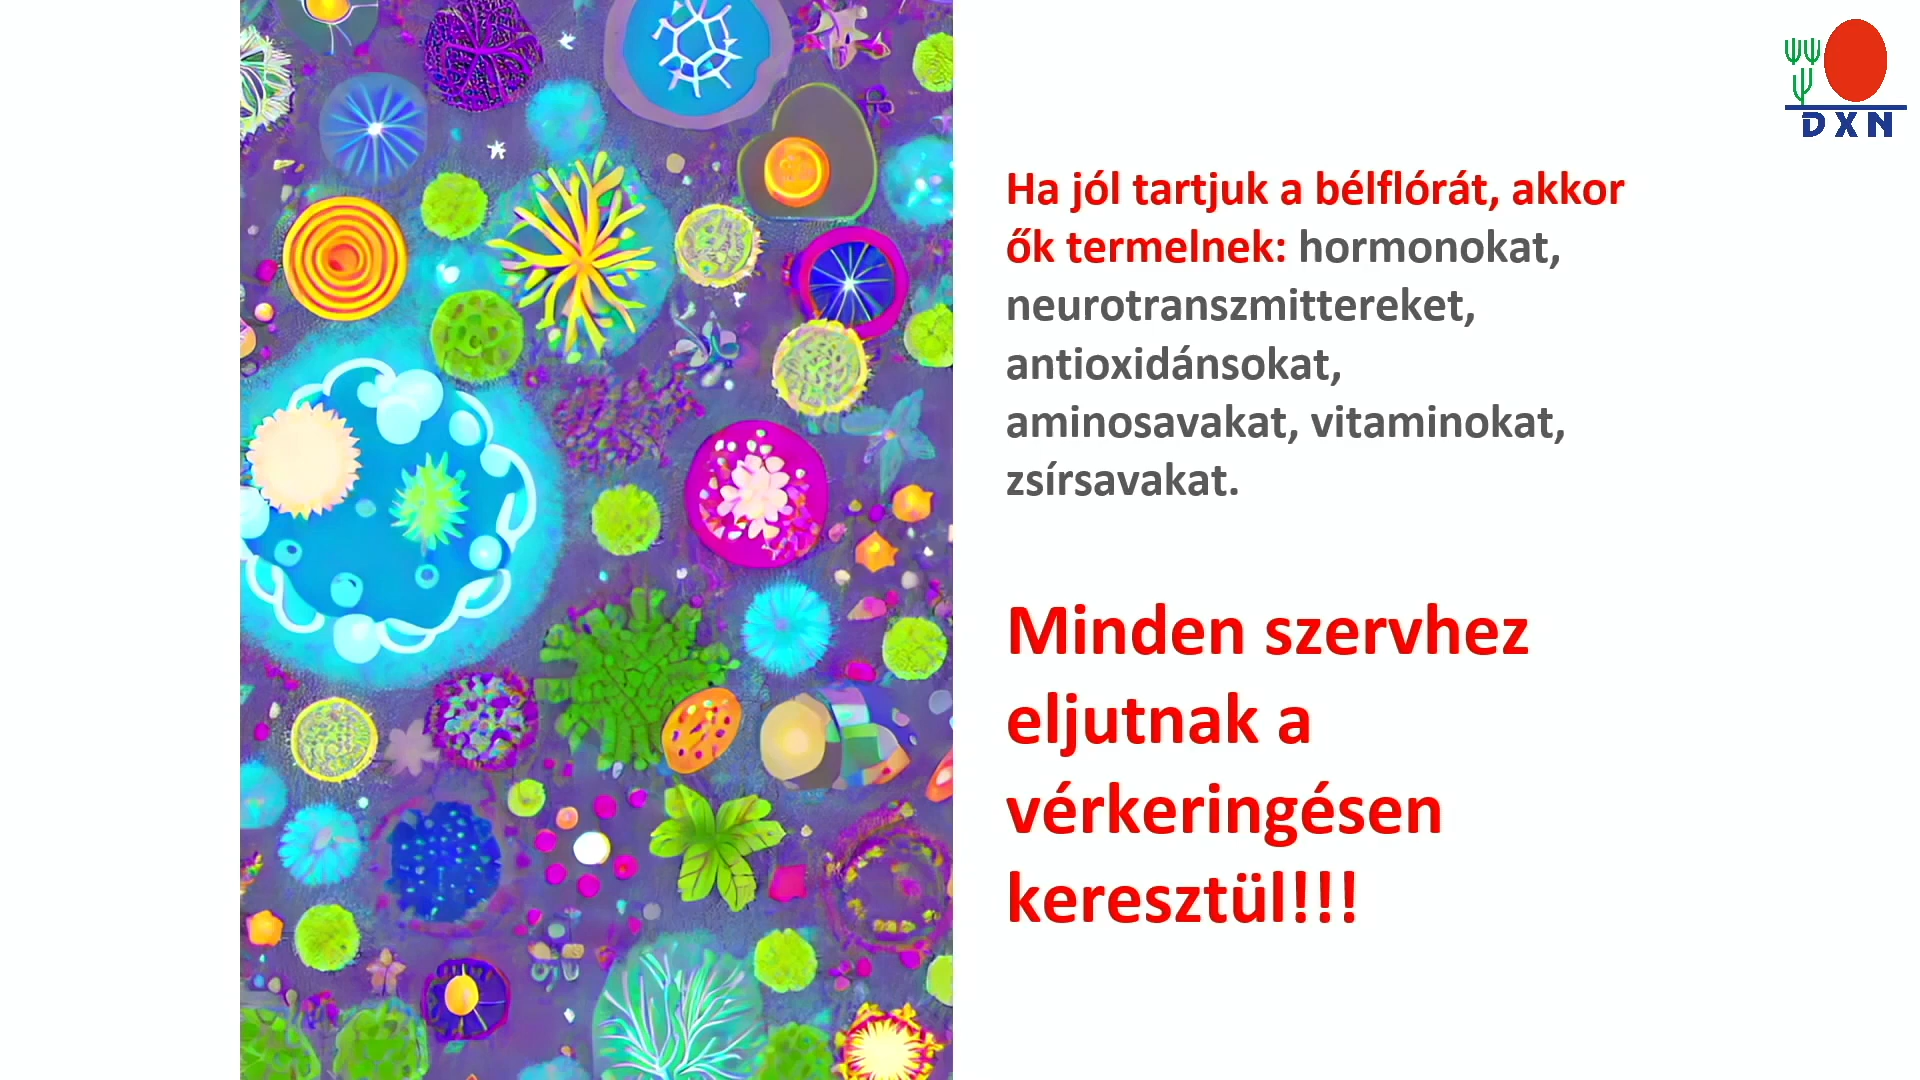 DXN
Ha jól tartjuk a bélflórát, akkor
ők termelnek: hormonokat,
neurotranszmittereket,
antioxidánsokat,
aminosavakat, vitaminokat,
zsírsavakat.
Minden szervhez
eljutnak a
vérkeringésen
keresztül!!!